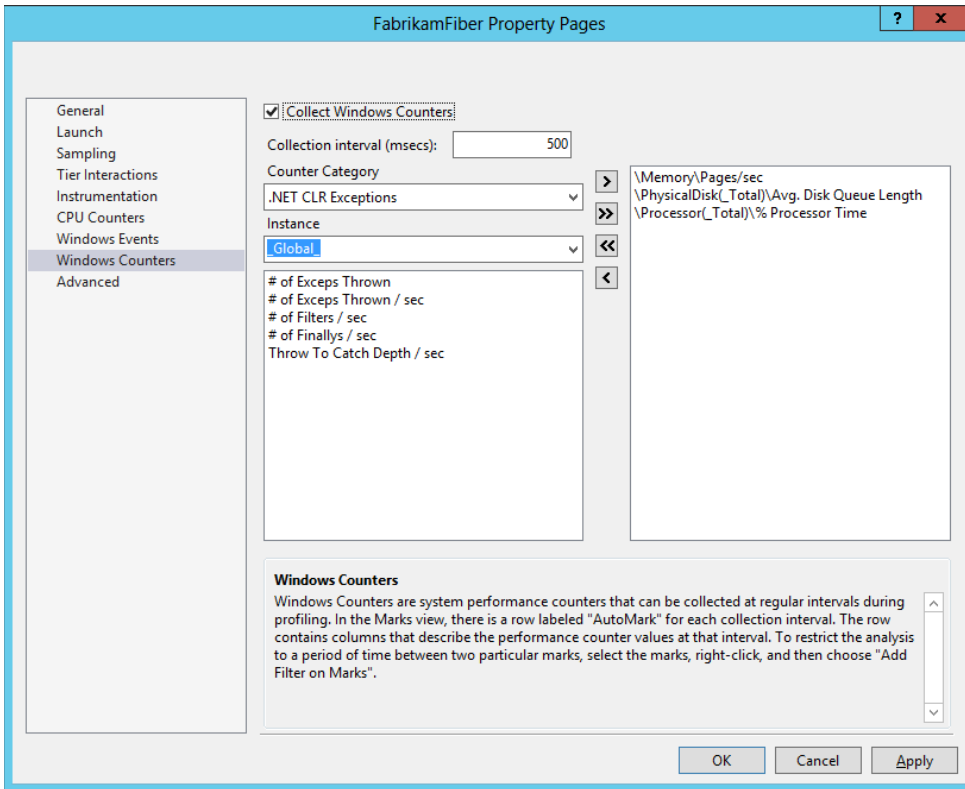 FabrikamFiber Property Pages
? x
General
Launch
Sampling
Tier Interactions
Instrumentation
CPU Counters
Windows Events
Windows Counters
Advanced
Collect Windows Counters
Collection interval (msecs): 500
Counter Category
.NET CLR Exceptions
Instance
_Global_
# of Exceps Thrown
# of Exceps Thrown / sec
# of Filters / sec
# of Finallys / sec
Throw To Catch Depth / sec
>
>>
<<
<
\Memory\Pages/sec
\PhysicalDisk(_Total)\Avg. Disk Queue Length
\Processor(_Total)\% Processor Time
Windows Counters
Windows Counters are system performance counters that can be collected at regular intervals during
profiling. In the Marks view, there is a row labeled "AutoMark" for each collection interval. The row
contains columns that describe the performance counter values at that interval. To restrict the analysis
to a period of time between two particular marks, select the marks, right-click, and then choose "Add
Filter on Marks".
OK
Cancel
Apply